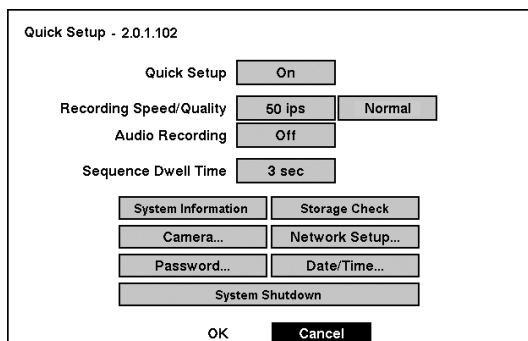 Quick Setup - 2.0.1.102
Quick Setup On
Recording Speed/Quality 50 ips Normal
Audio Recording Off
Sequence Dwell Time 3 sec
System Information Storage Check
Camera... Network Setup...
Password... Date/Time...
System Shutdown
OK Cancel